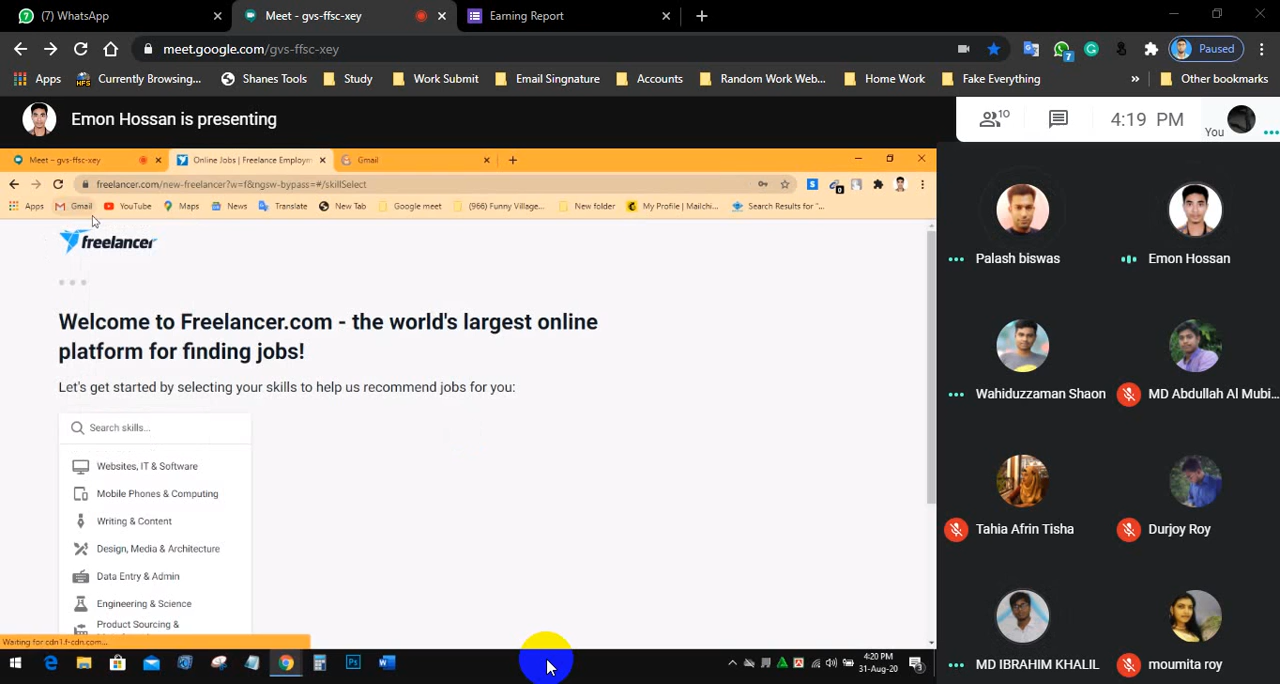 (7) WhatsApp
Meet - gvs-ffsc-xey
Earning Report
meet.google.com/gvs-ffsc-xey
Paused
7
Apps
Currently Browsing...
Shanes Tools
Study
Work Submit
Email Singnature
Accounts
Random Work Web...
Home Work
Fake Everything
»
Other bookmarks
Emon Hossan is presenting
10
4:19 PM
You
Meet – gvs-ffsc-xey
Online Jobs | Freelance Employm
Gmail
freelancer.com/new-freelancer?w=f&ngsw-bypass=#/skillSelect
Apps
Gmail
YouTube
Maps
News
Translate
New Tab
Google meet
(966) Funny Village...
New folder
My Profile | Mailchi...
Search Results for "...
freelancer
Welcome to Freelancer.com - the world's largest online
platform for finding jobs!
Let's get started by selecting your skills to help us recommend jobs for you:
Search skills...
Websites, IT & Software
Mobile Phones & Computing
Writing & Content
Design, Media & Architecture
Data Entry & Admin
Engineering & Science
Product Sourcing &
Waiting for cdn1.f-cdn.com...
4:20 PM
31-Aug-20
3
Palash biswas
Emon Hossan
Wahiduzzaman Shaon
MD Abdullah Al Mubi...
Tahia Afrin Tisha
Durjoy Roy
MD IBRAHIM KHALIL
moumita roy